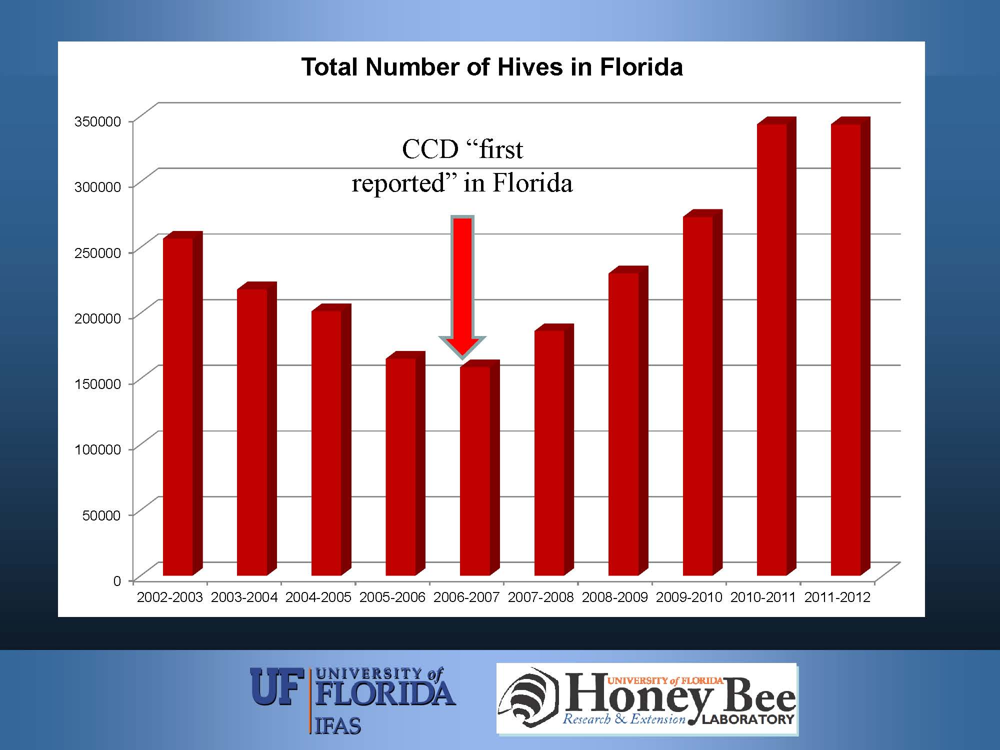 Total Number of Hives in Florida
350000
300000
250000
200000
150000
100000
50000
0
CCD “first
reported” in Florida
2002-2003 2003-2004 2004-2005 2005-2006 2006-2007 2007-2008 2008-2009 2009-2010 2010-2011 2011-2012
UF UNIVERSITY of
FLORIDA
IFAS
UNIVERSITY of FLORIDA
Honey Bee
Research & Extension LABORATORY